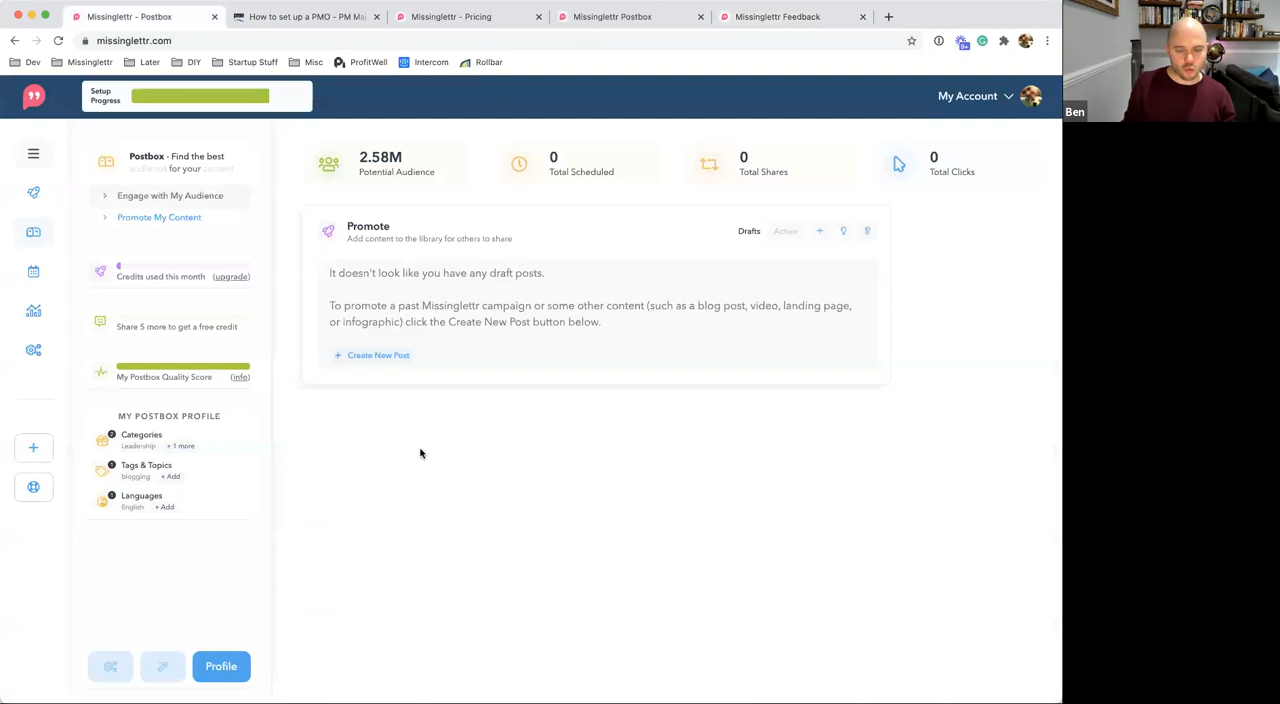 Missinglettr - Postbox
How to set up a PMO - PM Ma
Missinglettr - Pricing
Missinglettr Postbox
Missinglettr Feedback
missinglettr.com
9+
Dev
Missinglettr
Later
DIY
Startup Stuff
Misc
ProfitWell
Intercom
Rollbar
Setup
Progress
My Account
Postbox - Find the best
audience for your content
Engage with My Audience
Promote My Content
Credits used this month (upgrade)
Share 5 more to get a free credit
My Postbox Quality Score (info)
MY POSTBOX PROFILE
2 Categories
Leadership + 1 more
1 Tags & Topics
blogging + Add
1 Languages
English + Add
Profile
2.58M
Potential Audience
0
Total Scheduled
0
Total Shares
0
Total Clicks
Promote
Add content to the library for others to share
Drafts Active
It doesn't look like you have any draft posts.
To promote a past Missinglettr campaign or some other content (such as a blog post, video, landing page,
or infographic) click the Create New Post button below.
+ Create New Post
Ben